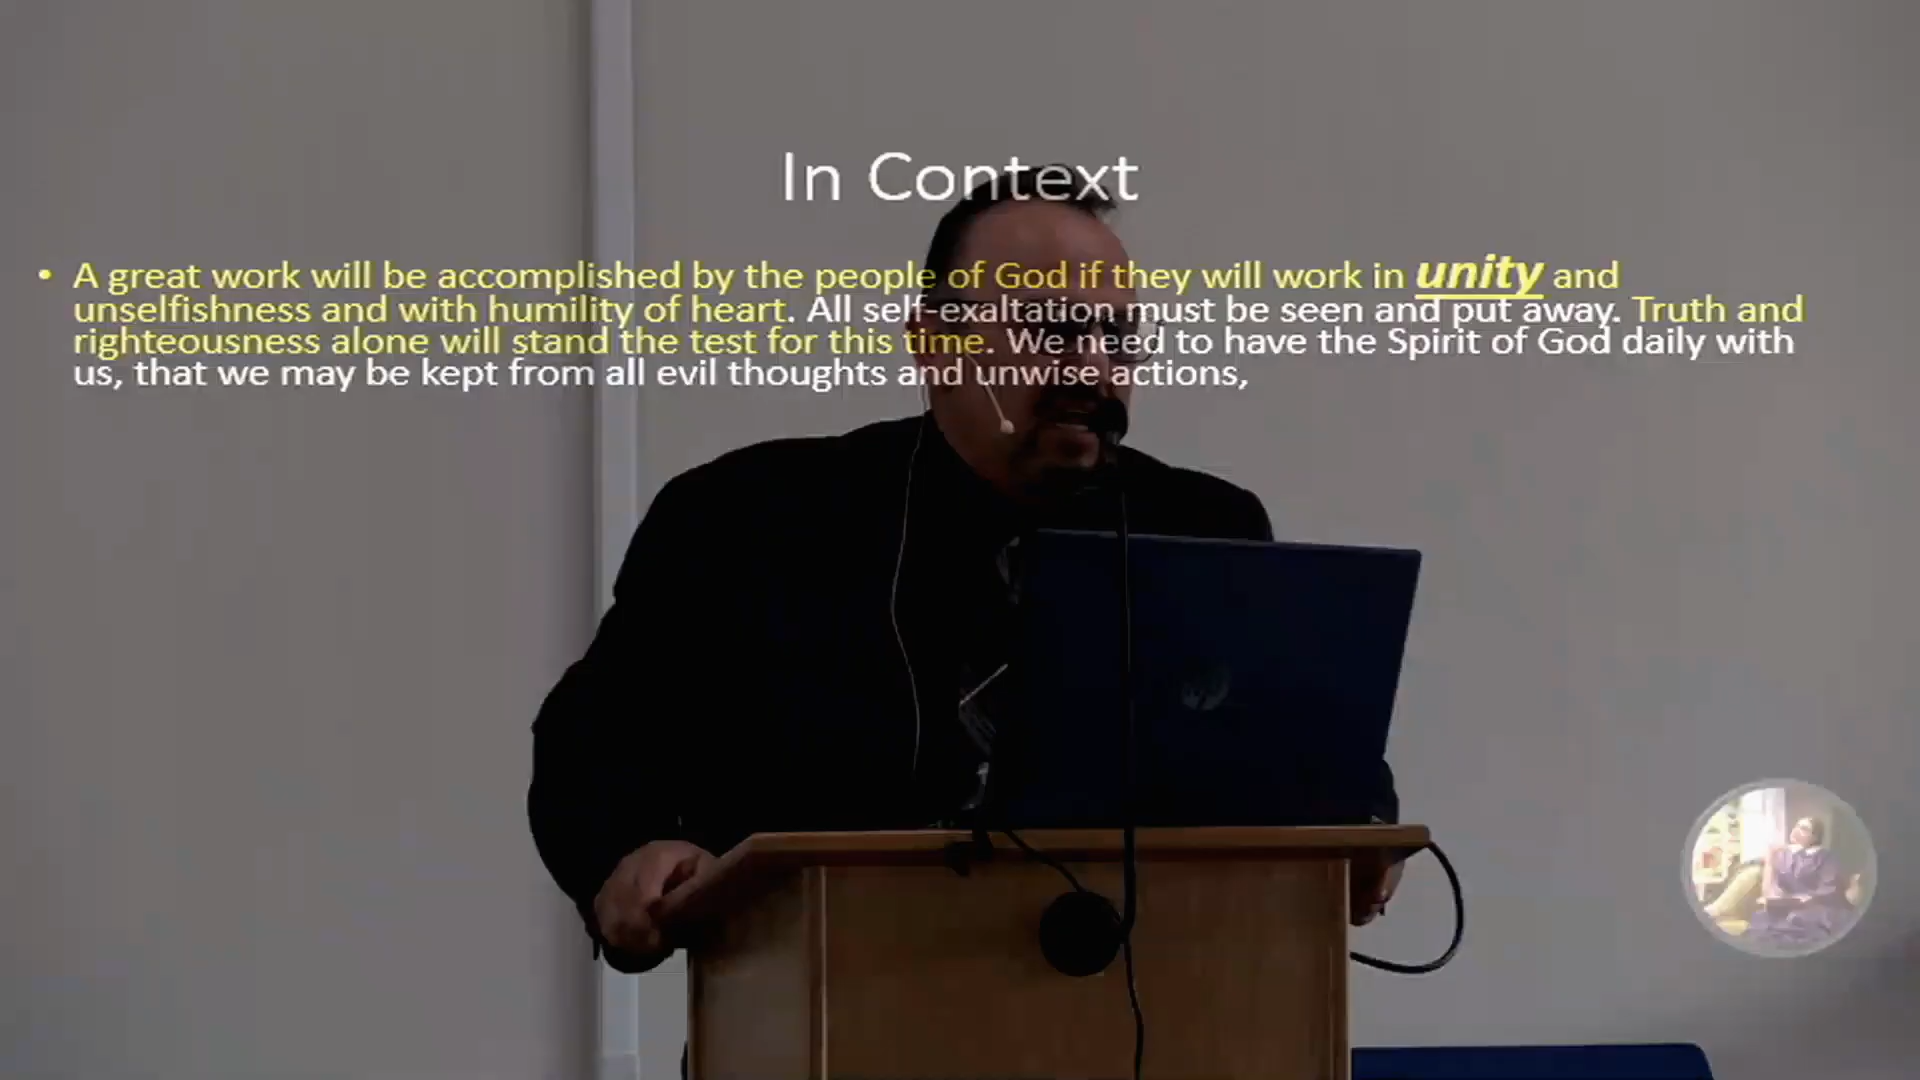 In Context
• A great work will be accomplished by the people of God if they will work in unity and
unselfishness and with humility of heart. All self-exaltation must be seen and put away. Truth and
righteousness alone will stand the test for this time. We need to have the Spirit of God daily with
us, that we may be kept from all evil thoughts and unwise actions,
hp